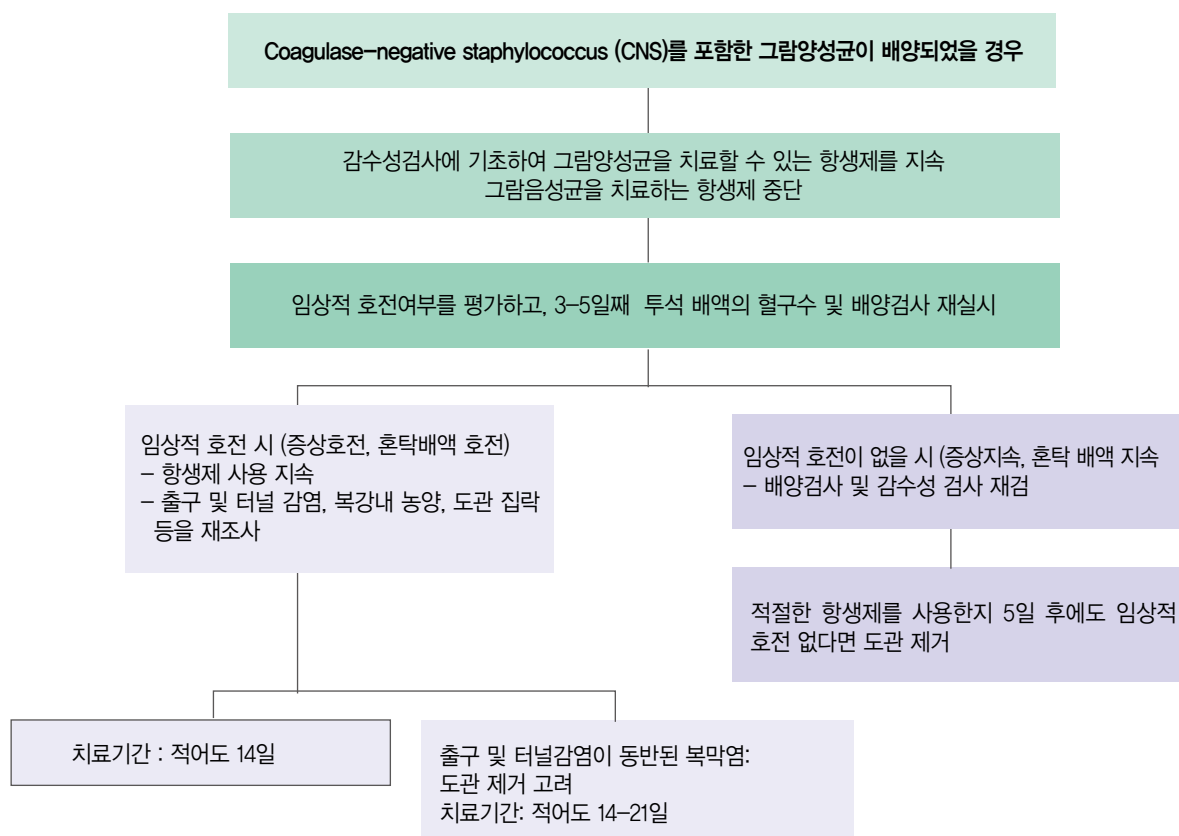 Coagulase-negative staphylococcus (CNS)를 포함한 그람양성균이 배양되었을 경우
감수성검사에 기초하여 그람양성균을 치료할 수 있는 항생제를 지속
그람음성균을 치료하는 항생제 중단
임상적 호전여부를 평가하고, 3-5일째 투석 배액의 혈구수 및 배양검사 재실시
임상적 호전 시 (증상호전, 혼탁배액 호전)
- 항생제 사용 지속
- 출구 및 터널 감염, 복강내 농양, 도관 집락
등을 재조사
임상적 호전이 없을 시 (증상지속, 혼탁 배액 지속
- 배양검사 및 감수성 검사 재검
적절한 항생제를 사용한지 5일 후에도 임상적
호전 없다면 도관 제거
치료기간 : 적어도 14일
출구 및 터널감염이 동반된 복막염:
도관 제거 고려
치료기간: 적어도 14-21일